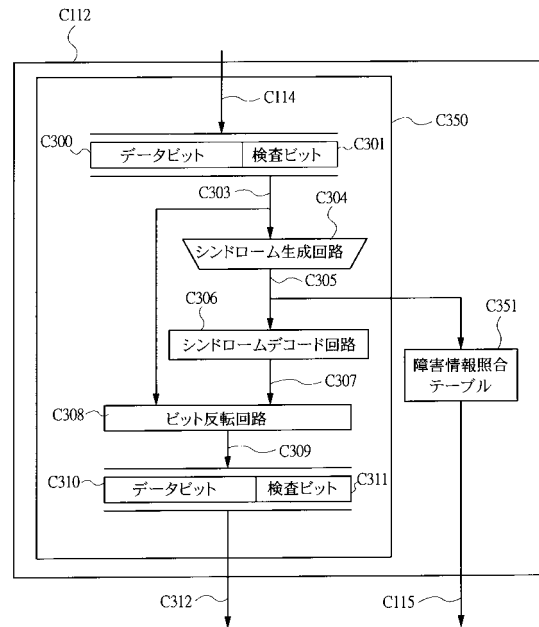 C112
C114
C350
C300
データビット
検査ビット
C301
C303
C304
シンドローム生成回路
C305
C306
シンドロームデコード回路
C351
障害情報照合
テーブル
C307
C308
ビット反転回路
C309
C310
データビット
検査ビット
C311
C312
C115